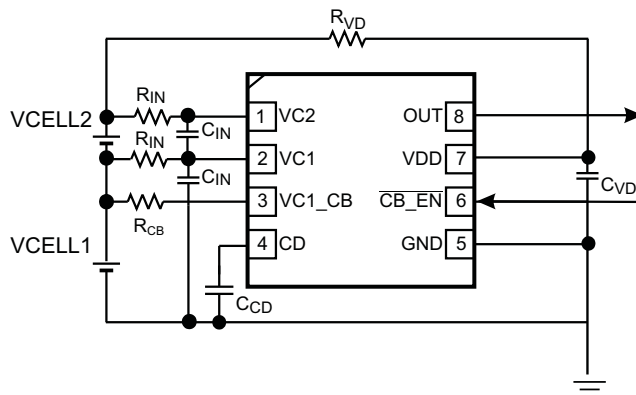 RVD
RIN
VCELL2
CIN
1 VC2
OUT 8
RIN
2 VC1
VDD 7
CIN
CVD
3 VC1_CB
CB_EN 6
RCB
VCELL1
4 CD
GND 5
CCD